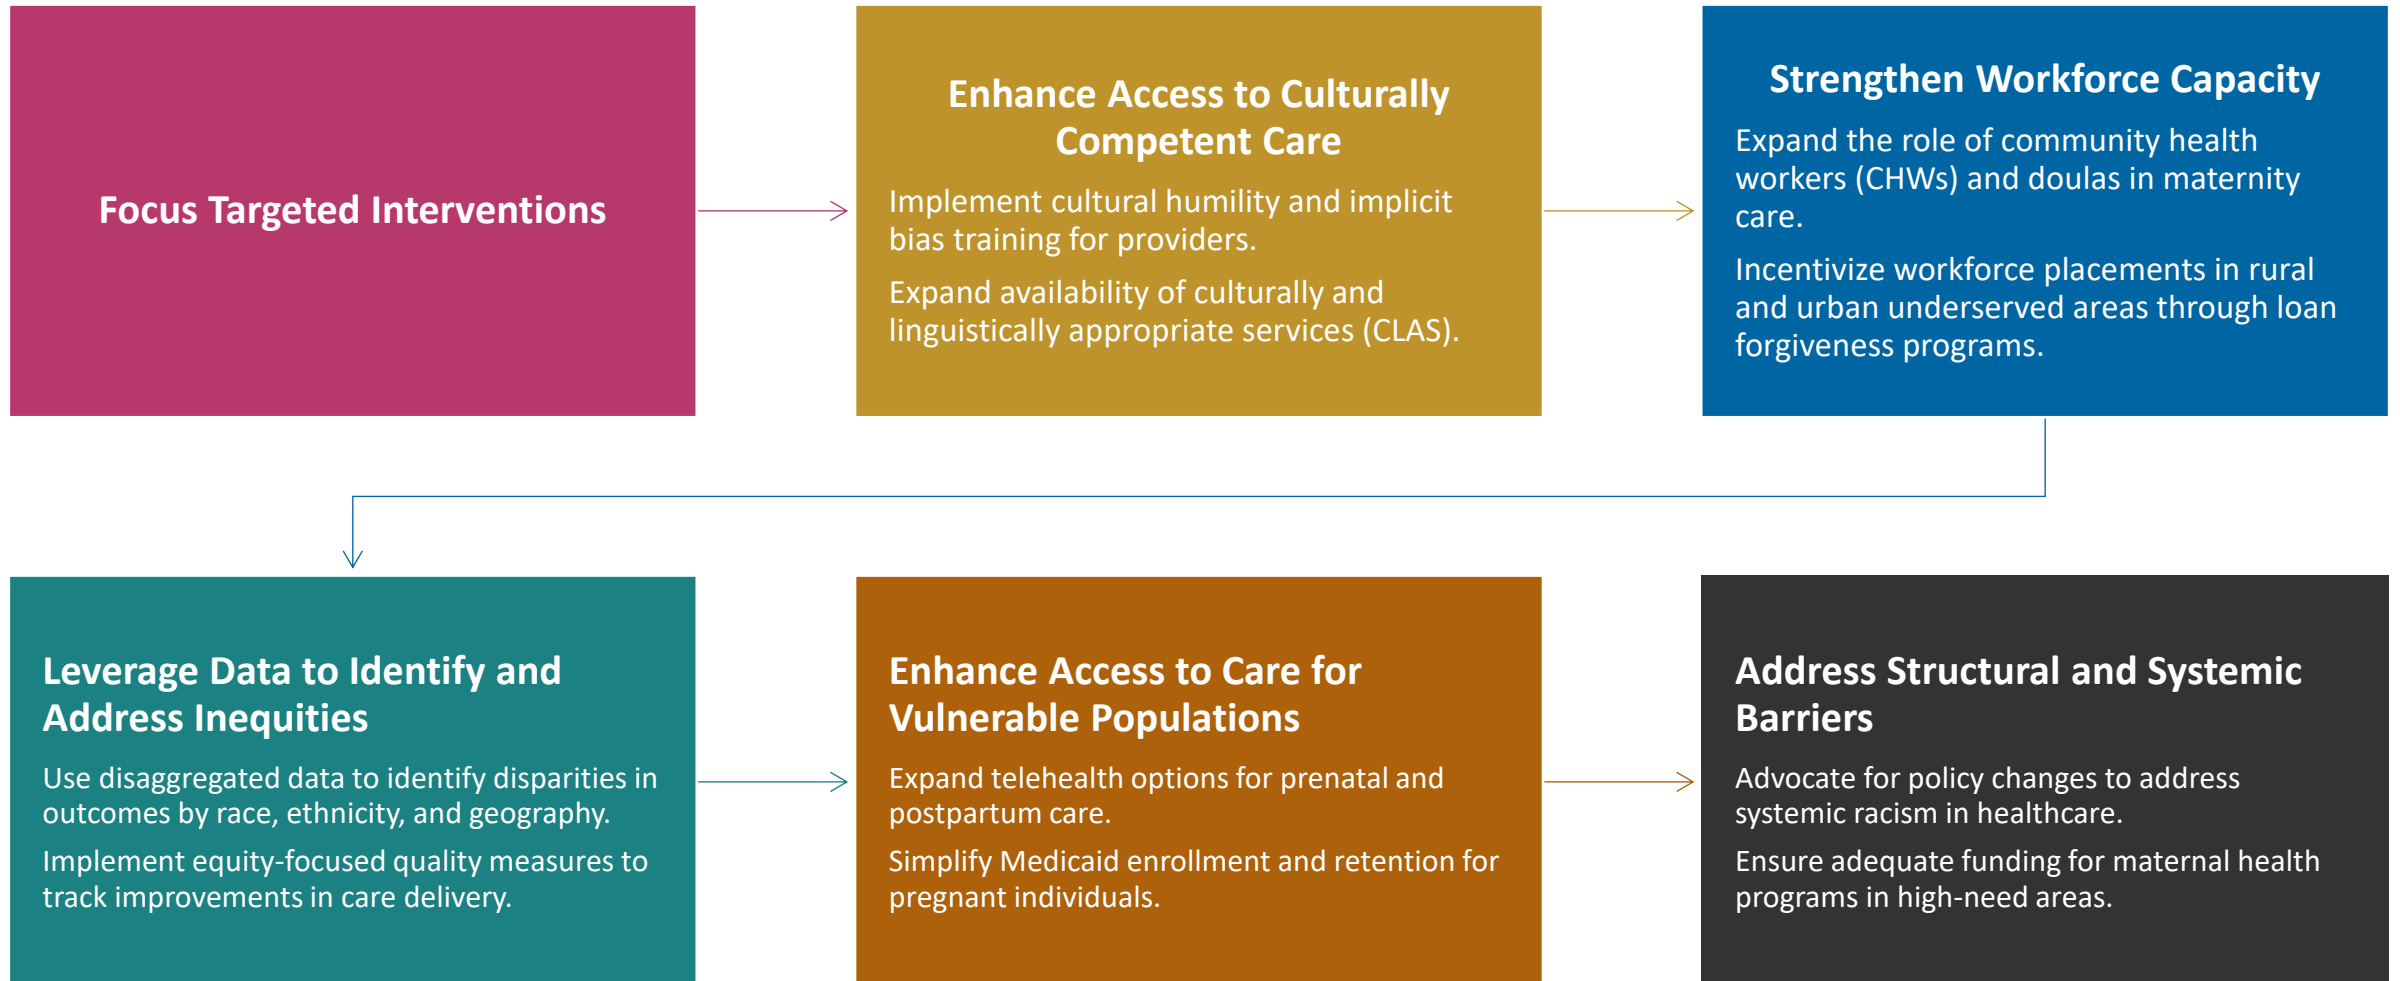 Focus Targeted Interventions
Enhance Access to Culturally
Competent Care
Implement cultural humility and implicit
bias training for providers.
Expand availability of culturally and
linguistically appropriate services (CLAS).
Strengthen Workforce Capacity
Expand the role of community health
workers (CHWs) and doulas in maternity
care.
Incentivize workforce placements in rural
and urban underserved areas through loan
forgiveness programs.
Leverage Data to Identify and
Address Inequities
Use disaggregated data to identify disparities in
outcomes by race, ethnicity, and geography.
Implement equity-focused quality measures to
track improvements in care delivery.
Enhance Access to Care for
Vulnerable Populations
Expand telehealth options for prenatal and
postpartum care.
Simplify Medicaid enrollment and retention for
pregnant individuals.
Address Structural and Systemic
Barriers
Advocate for policy changes to address
systemic racism in healthcare.
Ensure adequate funding for maternal health
programs in high-need areas.